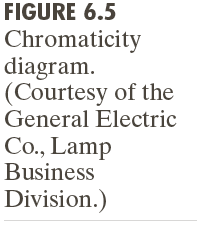 FIGURE 6.5
Chromaticity
diagram.
(Courtesy of the
General Electric
Co., Lamp
Business
Division.)